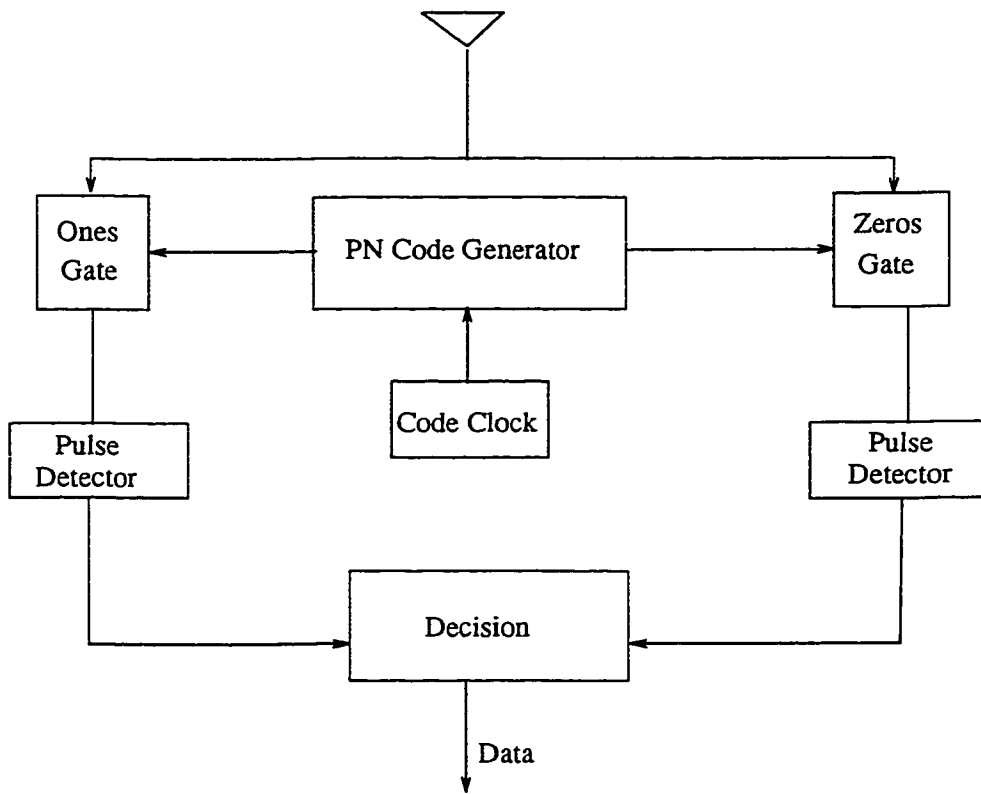 Ones
Gate
PN Code Generator
Zeros
Gate
Code Clock
Pulse
Detector
Pulse
Detector
Decision
Data